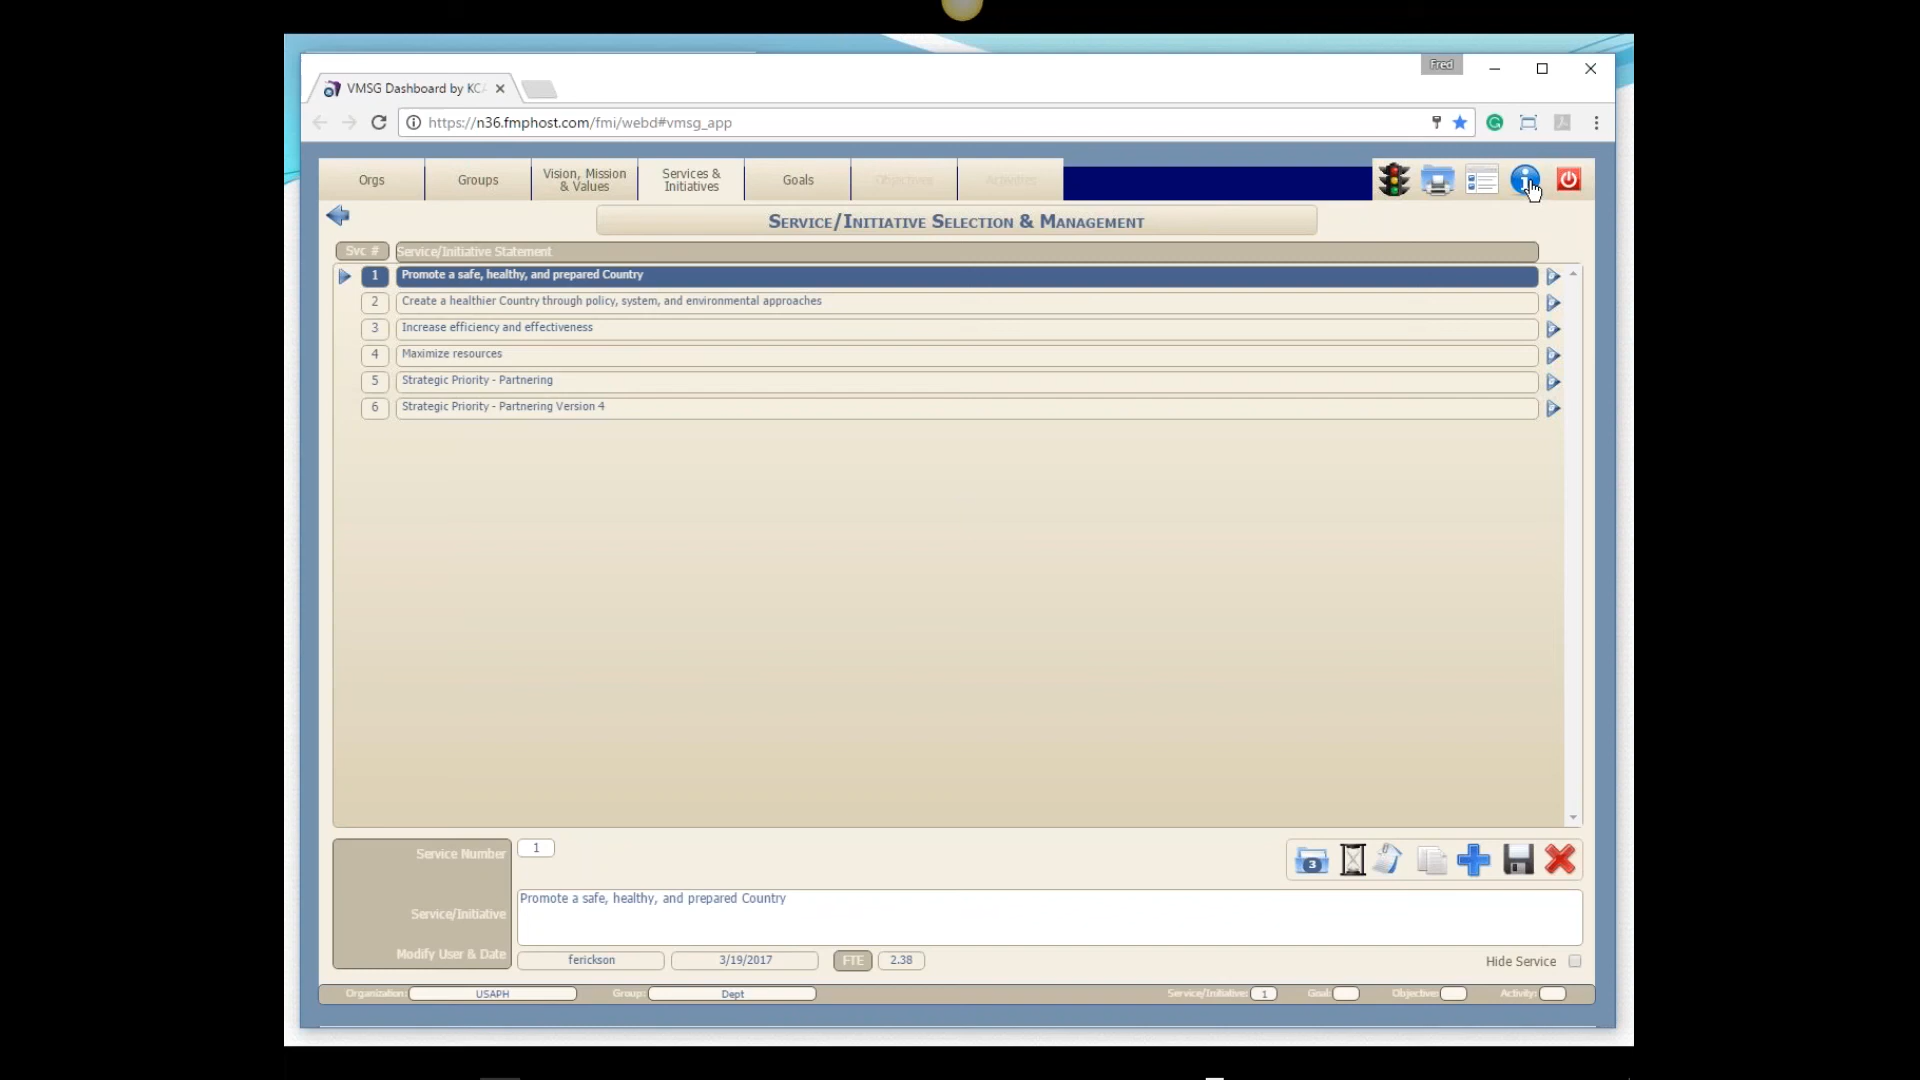 Fred
VMSG Dashboard by KCA
https://n36.fmphost.com/fmi/webd#vmsg_app
Orgs
Groups
Vision, Mission
& Values
Services &
Initiatives
Goals
Objectives
Activities
Service/Initiative Selection & Management
Svc #
Service/Initiative Statement
1
Promote a safe, healthy, and prepared Country
2
Create a healthier Country through policy, system, and environmental approaches
3
Increase efficiency and effectiveness
4
Maximize resources
5
Strategic Priority - Partnering
6
Strategic Priority - Partnering Version 4
Service Number
1
3
Service/Initiative
Promote a safe, healthy, and prepared Country
Modify User & Date
ferickson
3/19/2017
FTE
2.38
Hide Service
Organization:
USAPH
Group:
Dept
Service/Initiative:
1
Goal:
Objective:
Activity: